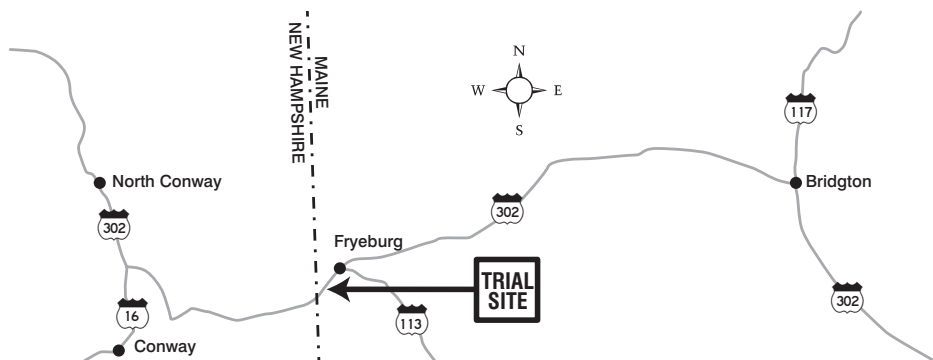 MAINE
NEW HAMPSHIRE
N
W
E
S
117
North Conway
Bridgton
302
302
Fryeburg
TRIAL
SITE
302
16
113
Conway